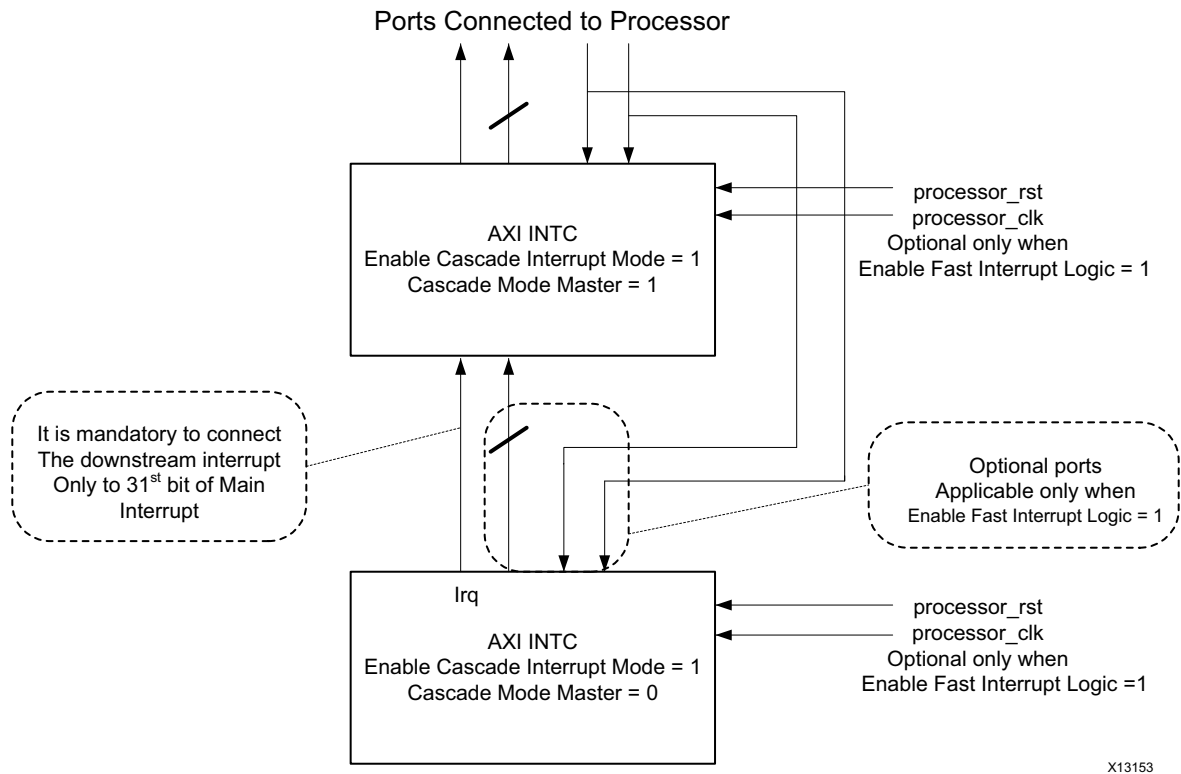 Ports Connected to Processor
processor_rst
processor_clk
Optional only when
Enable Fast Interrupt Logic = 1
AXI INTC
Enable Cascade Interrupt Mode = 1
Cascade Mode Master = 1
It is mandatory to connect
The downstream interrupt
Only to 31st bit of Main
Interrupt
Optional ports
Applicable only when
Enable Fast Interrupt Logic = 1
Irq
AXI INTC
Enable Cascade Interrupt Mode = 1
Cascade Mode Master = 0
processor_rst
processor_clk
Optional only when
Enable Fast Interrupt Logic =1
X13153